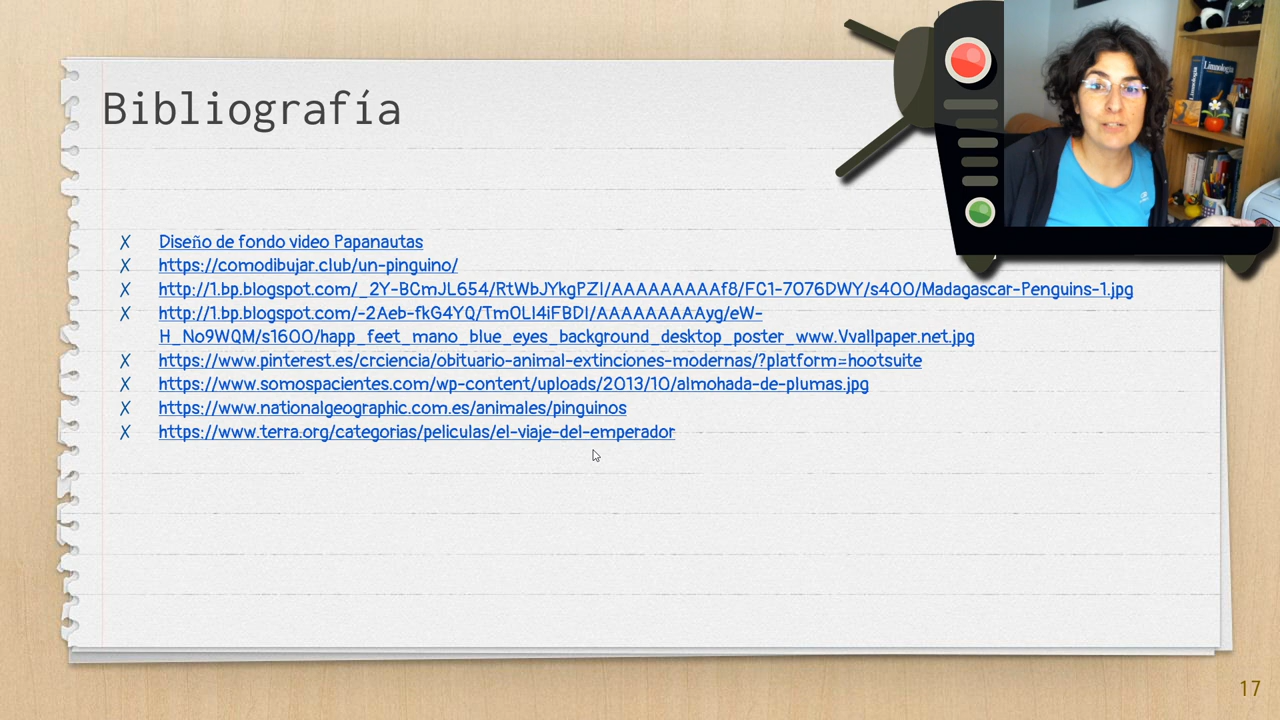 Bibliografía
Limnología
Limnología
X Diseño de fondo video Papanautas
X https://comodibujar.club/un-pinguino/
X http://1.bp.blogspot.com/_2Y-BCmJL654/RtWbJYkgPZI/AAAAAAAAAf8/FC1-7076DWY/s400/Madagascar-Penguins-1.jpg
X http://1.bp.blogspot.com/-2Aeb-fkG4YQ/Tm0LI4iFBDI/AAAAAAAAAyg/eW-
H_No9WQM/s1600/happ_feet_mano_blue_eyes_background_desktop_poster_www.Vvallpaper.net.jpg
X https://www.pinterest.es/crciencia/obituario-animal-extinciones-modernas/?platform=hootsuite
X https://www.somospacientes.com/wp-content/uploads/2013/10/almohada-de-plumas.jpg
X https://www.nationalgeographic.com.es/animales/pinguinos
X https://www.terra.org/categorias/peliculas/el-viaje-del-emperador
17